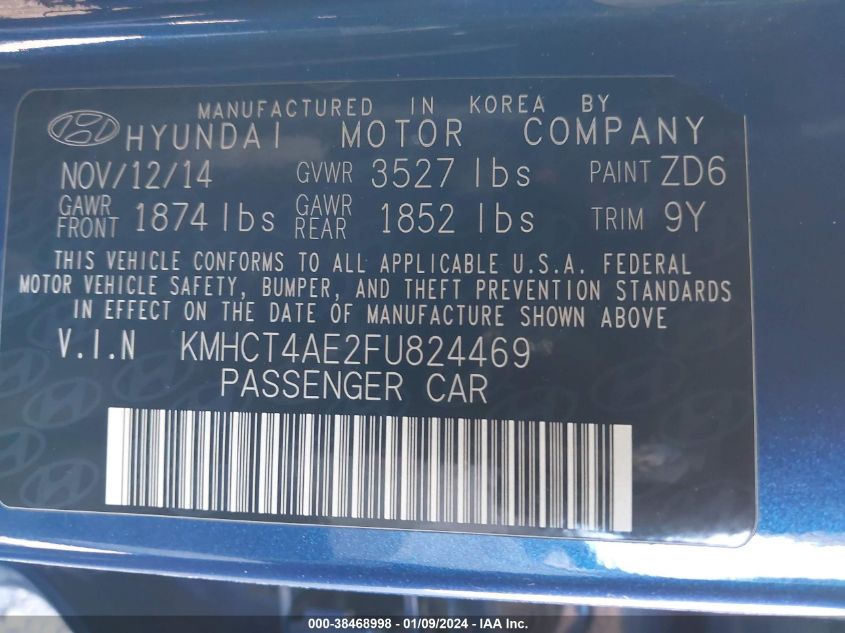 MANUFACTURED IN KOREA BY
HYUNDAI MOTOR COMPANY
NOV/12/14 GVWR 3527 lbs PAINT ZD6
GAWR FRONT 1874 lbs GAWR REAR 1852 lbs TRIM 9Y
THIS VEHICLE CONFORMS TO ALL APPLICABLE U.S.A. FEDERAL
MOTOR VEHICLE SAFETY, BUMPER, AND THEFT PREVENTION STANDARDS
IN EFFECT ON THE DATE OF MANUFACTURE SHOWN ABOVE
V.I.N KMHCT4AE2FU824469
PASSENGER CAR
000-38468998 - 01/09/2024 - IAA Inc.